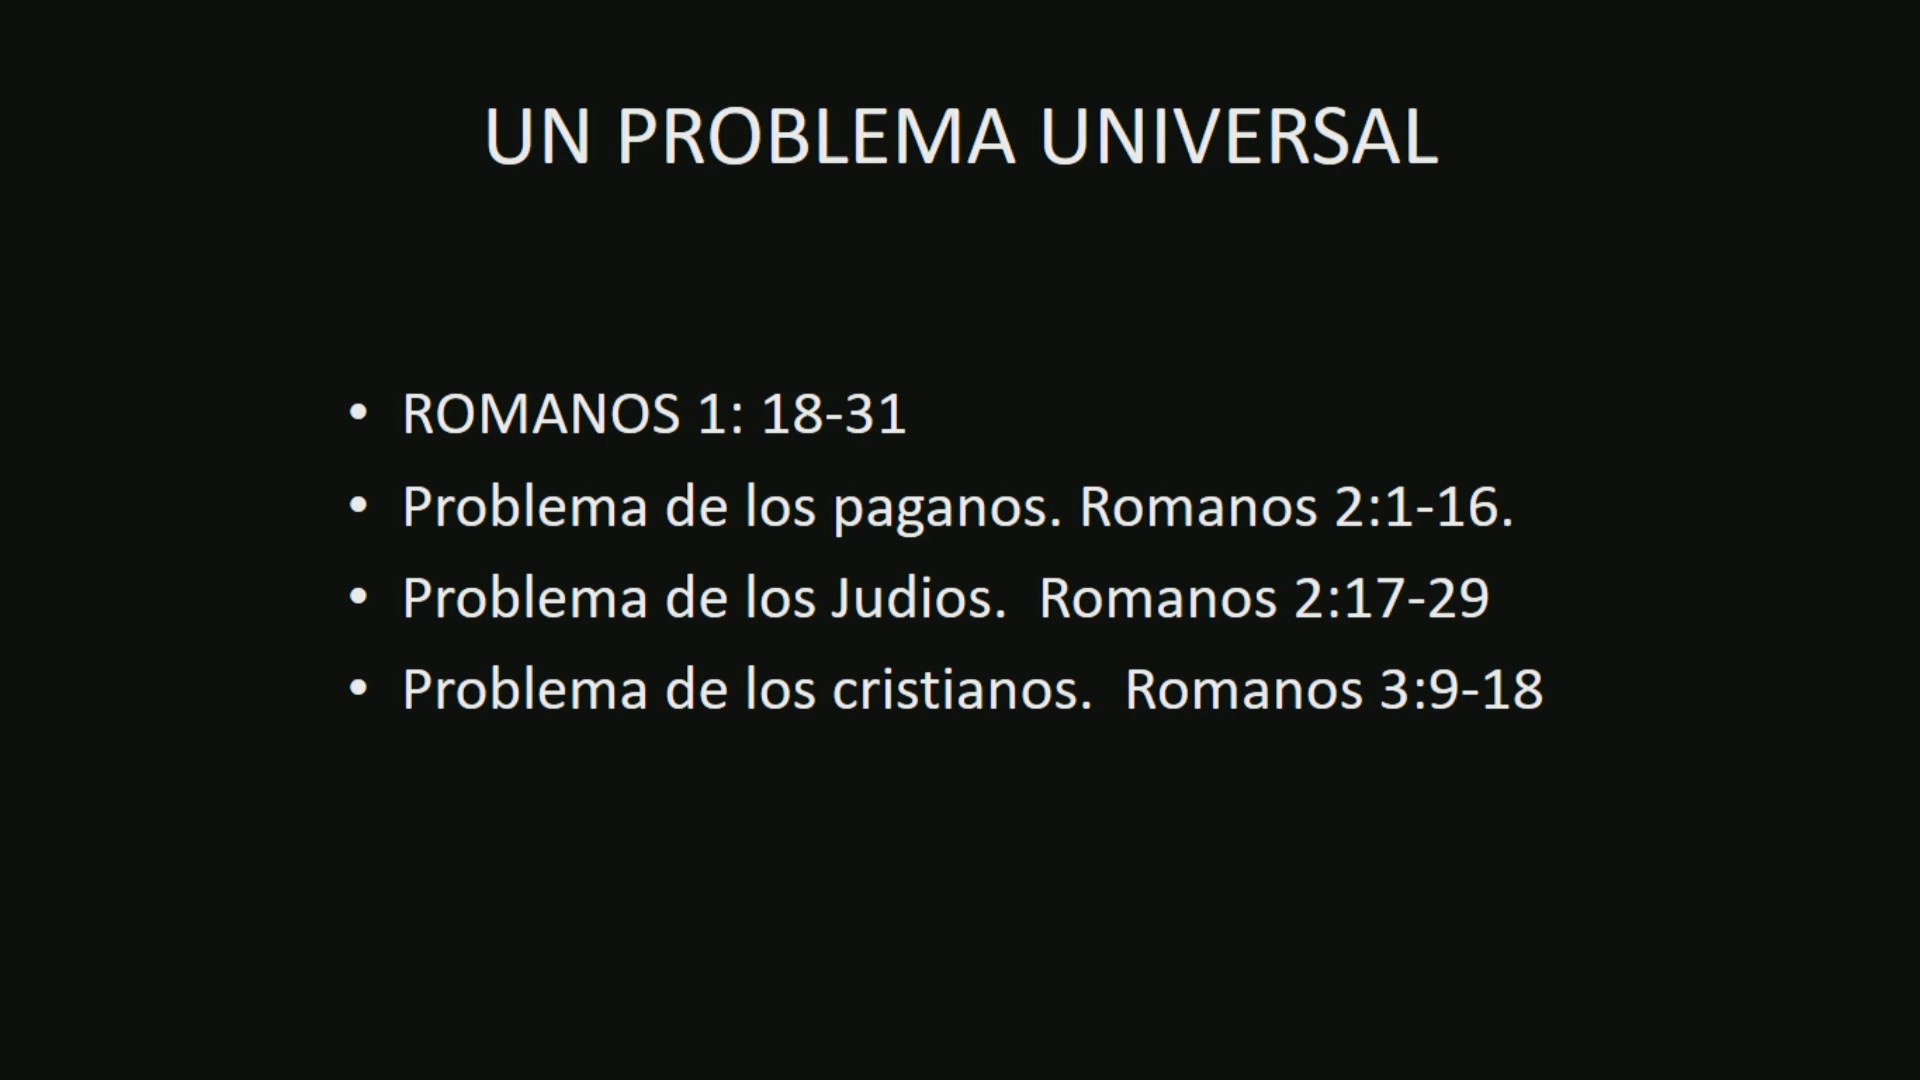 UN PROBLEMA UNIVERSAL
• ROMANOS 1: 18-31
• Problema de los paganos. Romanos 2:1-16.
• Problema de los Judios.  Romanos 2:17-29
• Problema de los cristianos.  Romanos 3:9-18